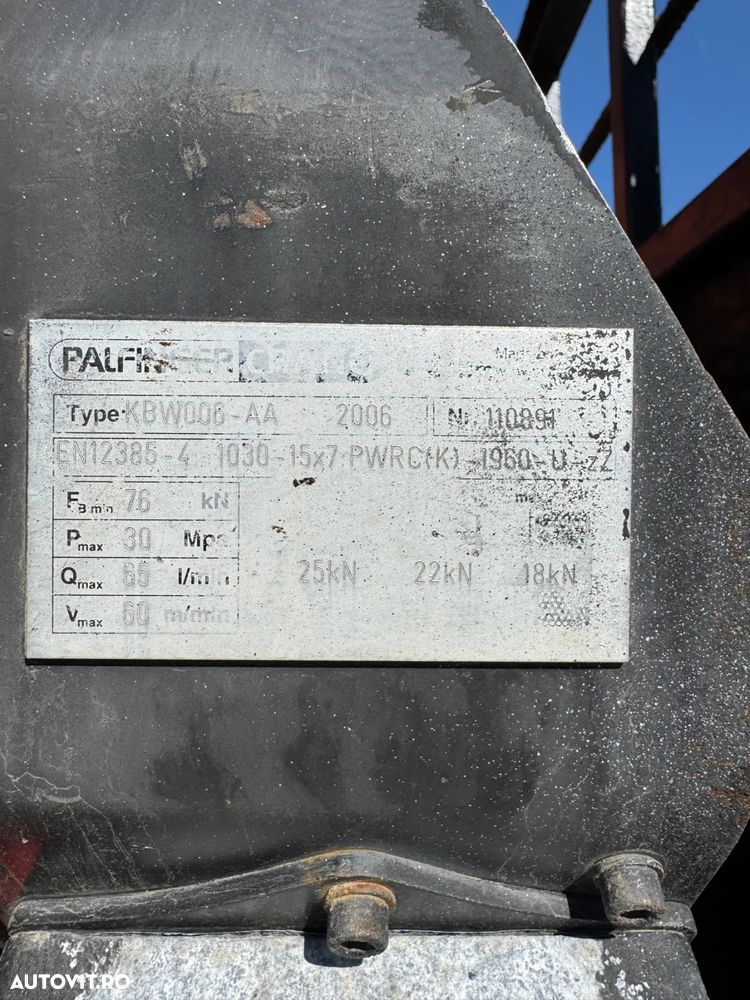 PALFINGER
Type: KBW006-AA 2006 Nr. 110891
EN12385-4 1030-15x7 PWRC(K) 1960-U-zZ
FB min 76 kN
Pmax 30 Mpa
Qmax 65 l/min 25kN 22kN 18kN
Vmax 60 m/min
AUTOVIT.RO